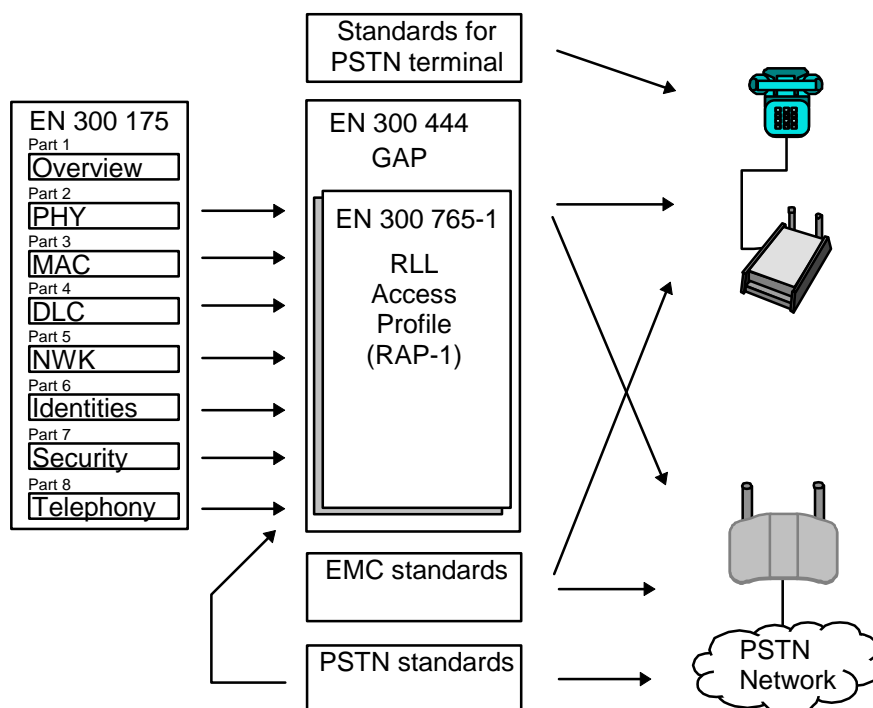 Standards for
PSTN terminal
EN 300 175
Part 1
Overview
Part 2
PHY
Part 3
MAC
Part 4
DLC
Part 5
NWK
Part 6
Identities
Part 7
Security
Part 8
Telephony
EN 300 444
GAP
EN 300 765-1
RLL
Access
Profile
(RAP-1)
EMC standards
PSTN standards
PSTN
Network